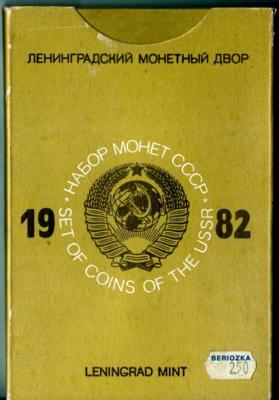 ЛЕНИНГРАДСКИЙ МОНЕТНЫЙ ДВОР
* НАБОР МОНЕТ СССР *
19 82
SET OF COINS OF THE USSR
BERIOZKA
250
LENINGRAD MINT